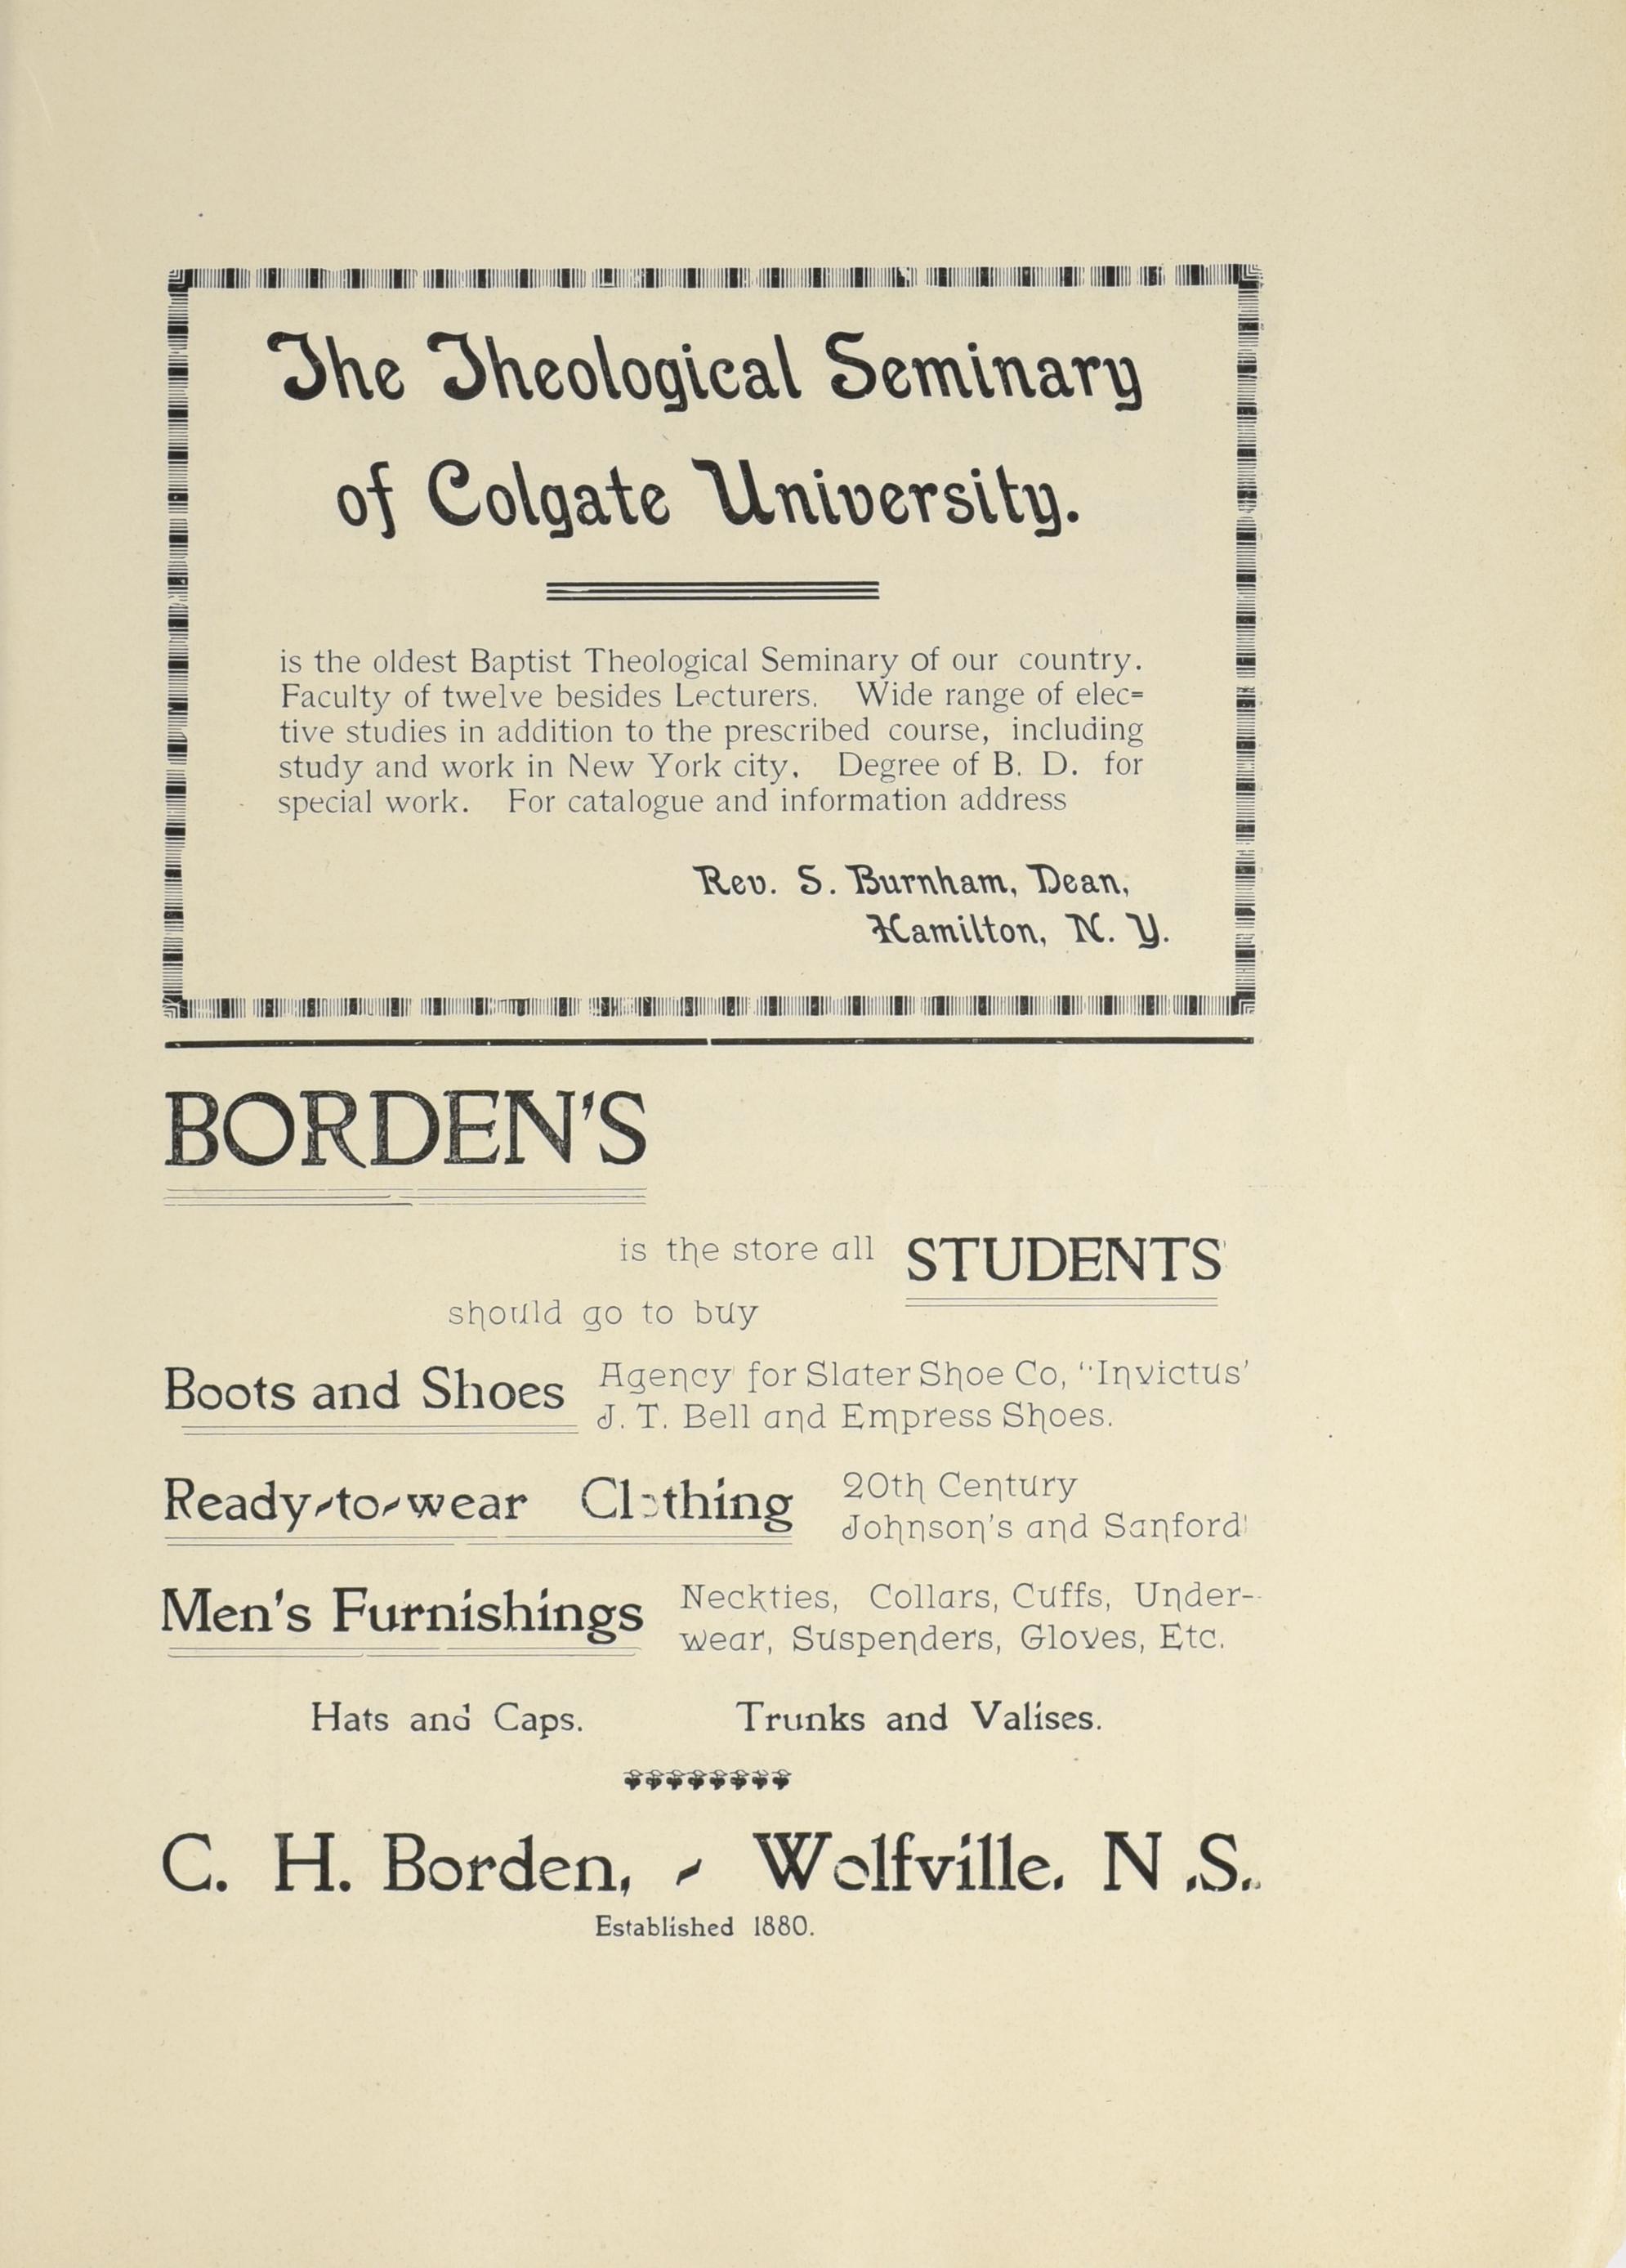 The Theological Seminary
of Colgate University.
is the oldest Baptist Theological Seminary of our country.
Faculty of twelve besides Lecturers. Wide range of elec=
tive studies in addition to the prescribed course, including
study and work in New York city. Degree of B. D. for
special work. For catalogue and information address
Rev. S. Burnham, Dean,
Hamilton, N. Y.
BORDEN'S
is the store all STUDENTS
should go to buy
Boots and Shoes Agency for Slater Shoe Co, "Invictus'
J. T. Bell and Empress Shoes.
Ready-to-wear Clothing 20th Century
Johnson's and Sanford
Men's Furnishings Neckties, Collars, Cuffs, Under-
wear, Suspenders, Gloves, Etc.
Hats and Caps. Trunks and Valises.
C. H. Borden, - Wolfville. N .S.
Established 1880.